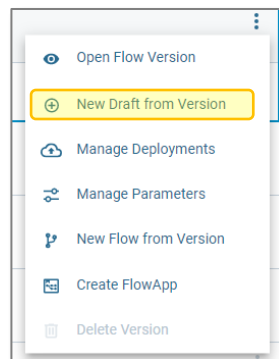 Open Flow Version
New Draft from Version
Manage Deployments
Manage Parameters
New Flow from Version
Create FlowApp
Delete Version